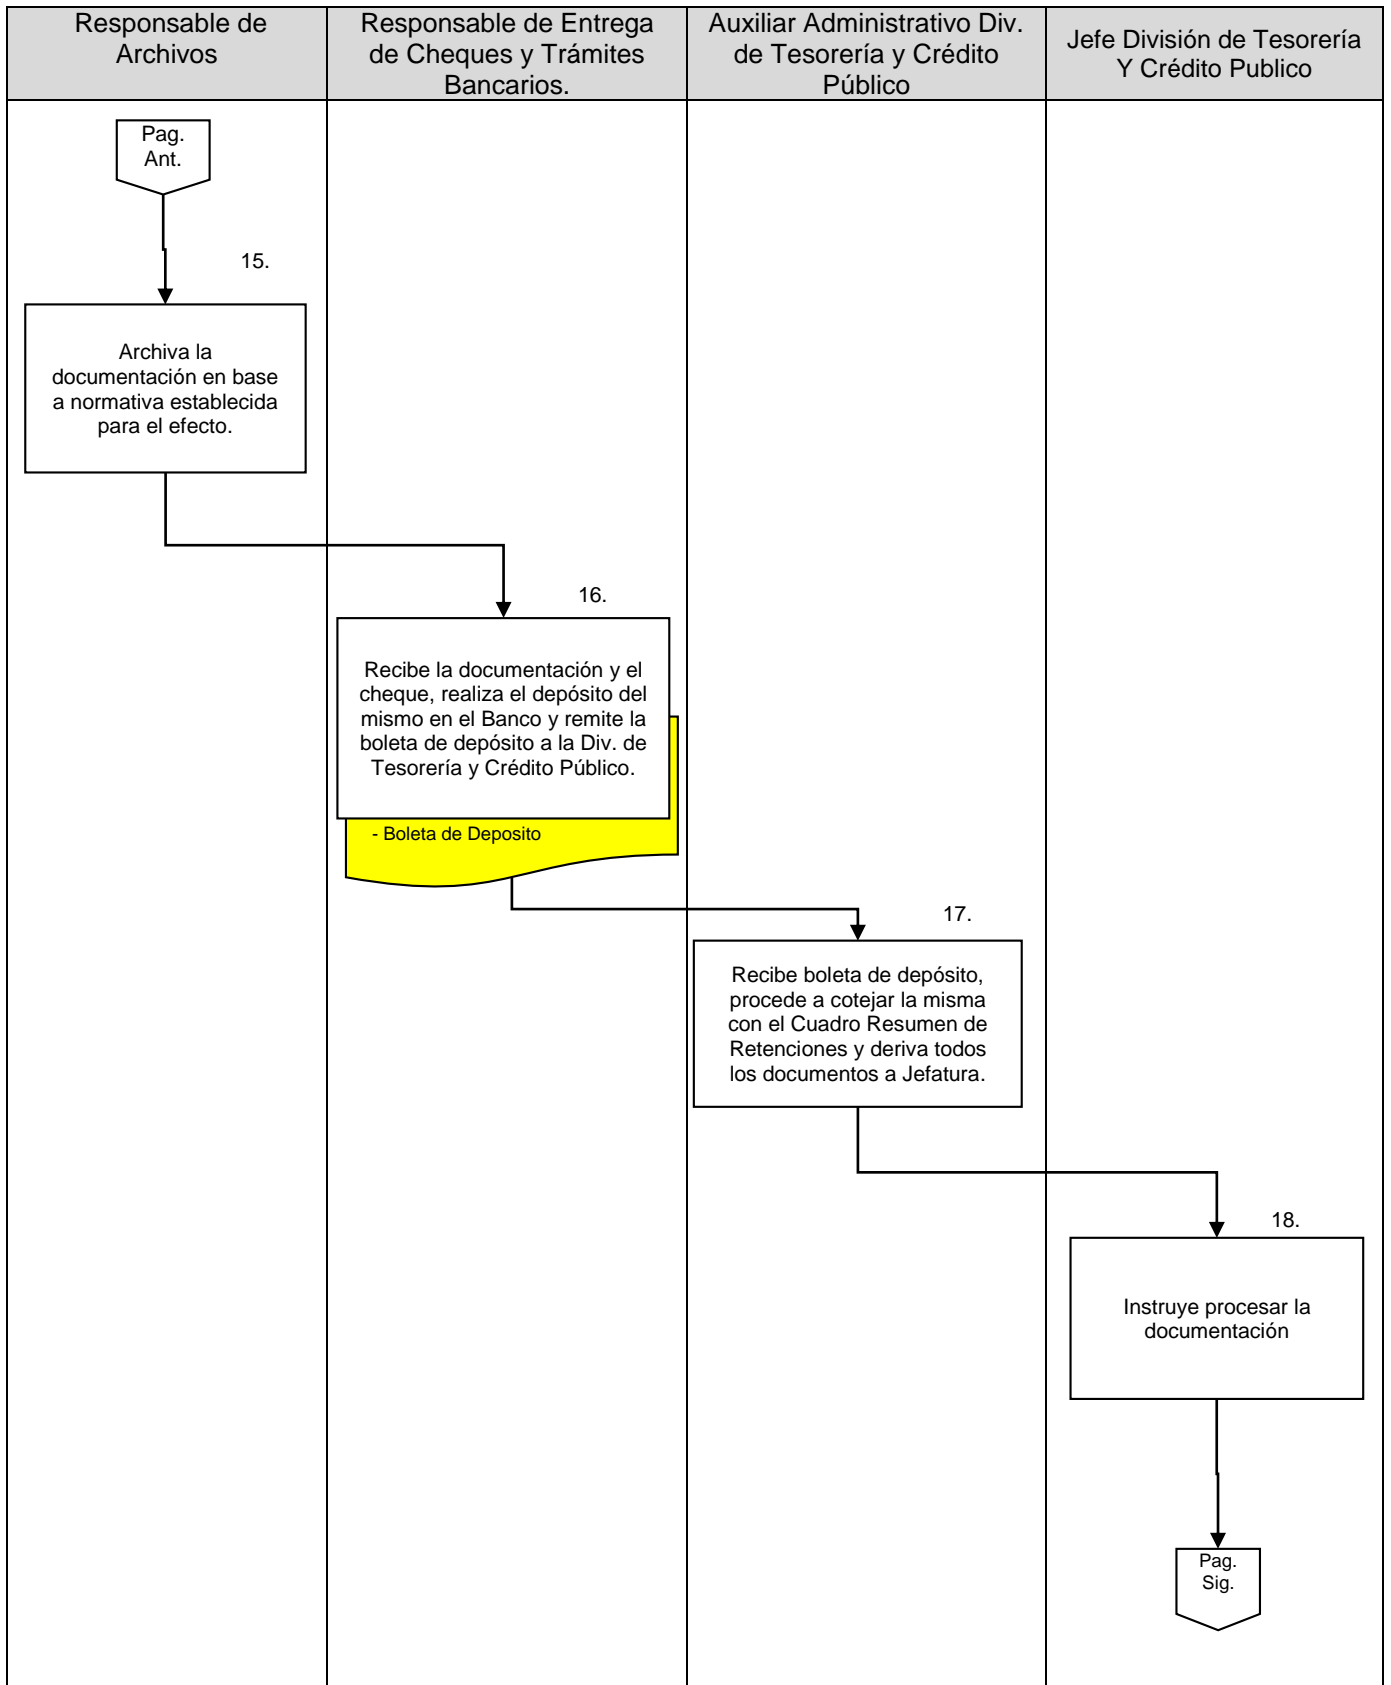 Responsable de
Archivos
Responsable de Entrega
de Cheques y Trámites
Bancarios.
Auxiliar Administrativo Div.
de Tesorería y Crédito
Público
Jefe División de Tesorería
Y Crédito Publico
Pag.
Ant.
15.
Archiva la
documentación en base
a normativa establecida
para el efecto.
16.
Recibe la documentación y el
cheque, realiza el depósito del
mismo en el Banco y remite la
boleta de depósito a la Div. de
Tesorería y Crédito Público.
- Boleta de Deposito
17.
Recibe boleta de depósito,
procede a cotejar la misma
con el Cuadro Resumen de
Retenciones y deriva todos
los documentos a Jefatura.
18.
Instruye procesar la
documentación
Pag.
Sig.